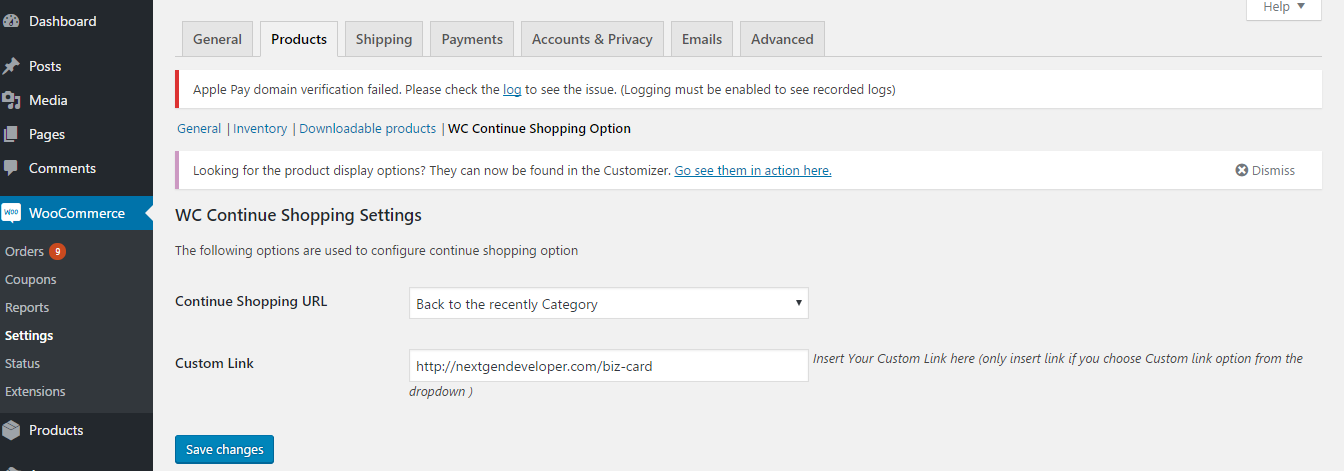 Help ▼
Dashboard
General Products Shipping Payments Accounts & Privacy Emails Advanced
Posts
Media
Pages
Comments
WOO WooCommerce
Orders 9
Coupons
Reports
Settings
Status
Extensions
Products
Apple Pay domain verification failed. Please check the log to see the issue. (Logging must be enabled to see recorded logs)
General | Inventory | Downloadable products | WC Continue Shopping Option
Looking for the product display options? They can now be found in the Customizer. Go see them in action here. Dismiss
WC Continue Shopping Settings
The following options are used to configure continue shopping option
Continue Shopping URL Back to the recently Category
Custom Link http://nextgendeveloper.com/biz-card Insert Your Custom Link here (only insert link if you choose Custom link option from the
dropdown )
Save changes